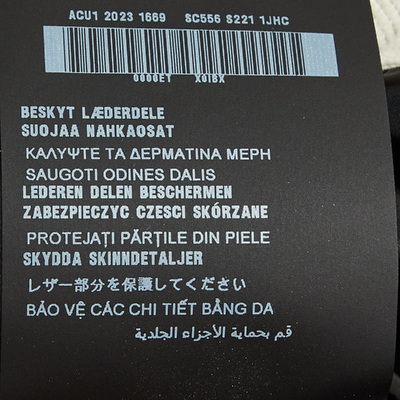 ACU1 2023 1669 SC556 S221 1JHC
0000ET X0IBX
BESKYT LÆDERDELE
SUOJAA NAHKAOSAT
ΚΑΛΥΨΤΕ ΤΑ ΔΕΡΜΑΤΙΝΑ ΜΕΡΗ
SAUGOTI ODINES DALIS
LEDEREN DELEN BESCHERMEN
ZABEZPIECZYC CZESCI SKÓRZANE
PROTEJAȚI PĂRȚILE DIN PIELE
SKYDDA SKINNDETALJER
レザー部分を保護してください
BẢO VỆ CÁC CHI TIẾT BẰNG DA
قم بحماية الأجزاء الجلدية